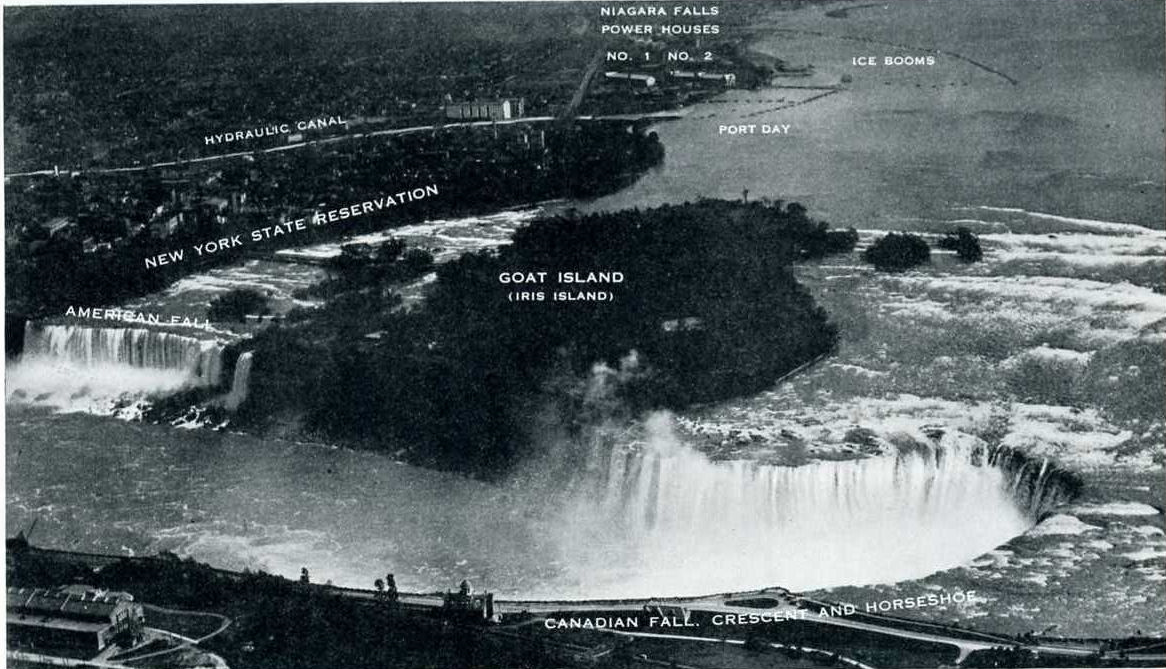 NIAGARA FALLS
POWER HOUSES
NO. 1 NO. 2
ICE BOOMS
HYDRAULIC CANAL
PORT DAY
NEW YORK STATE RESERVATION
GOAT ISLAND
(IRIS ISLAND)
AMERICAN FALL
CANADIAN FALL. CRESCENT AND HORSESHOE